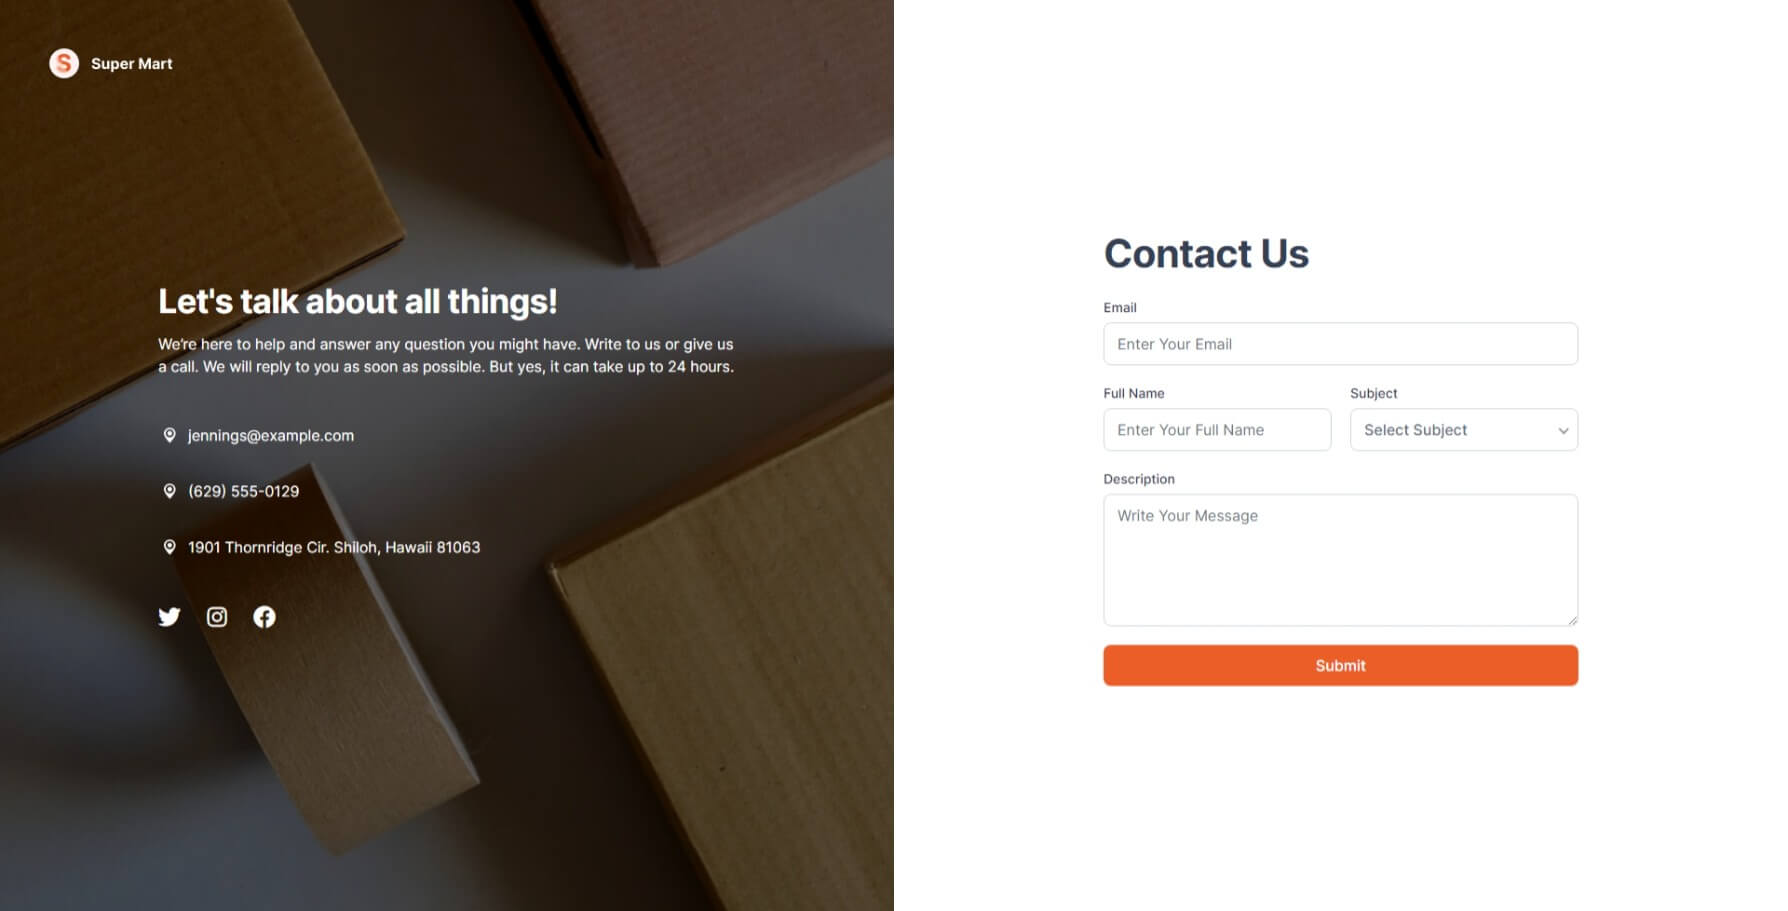 S
Super Mart
Let's talk about all things!
We're here to help and answer any question you might have. Write to us or give us
a call. We will reply to you as soon as possible. But yes, it can take up to 24 hours.
jennings@example.com
(629) 555-0129
1901 Thornridge Cir. Shiloh, Hawaii 81063
Contact Us
Email
Enter Your Email
Full Name
Enter Your Full Name
Subject
Select Subject
Description
Write Your Message
Submit